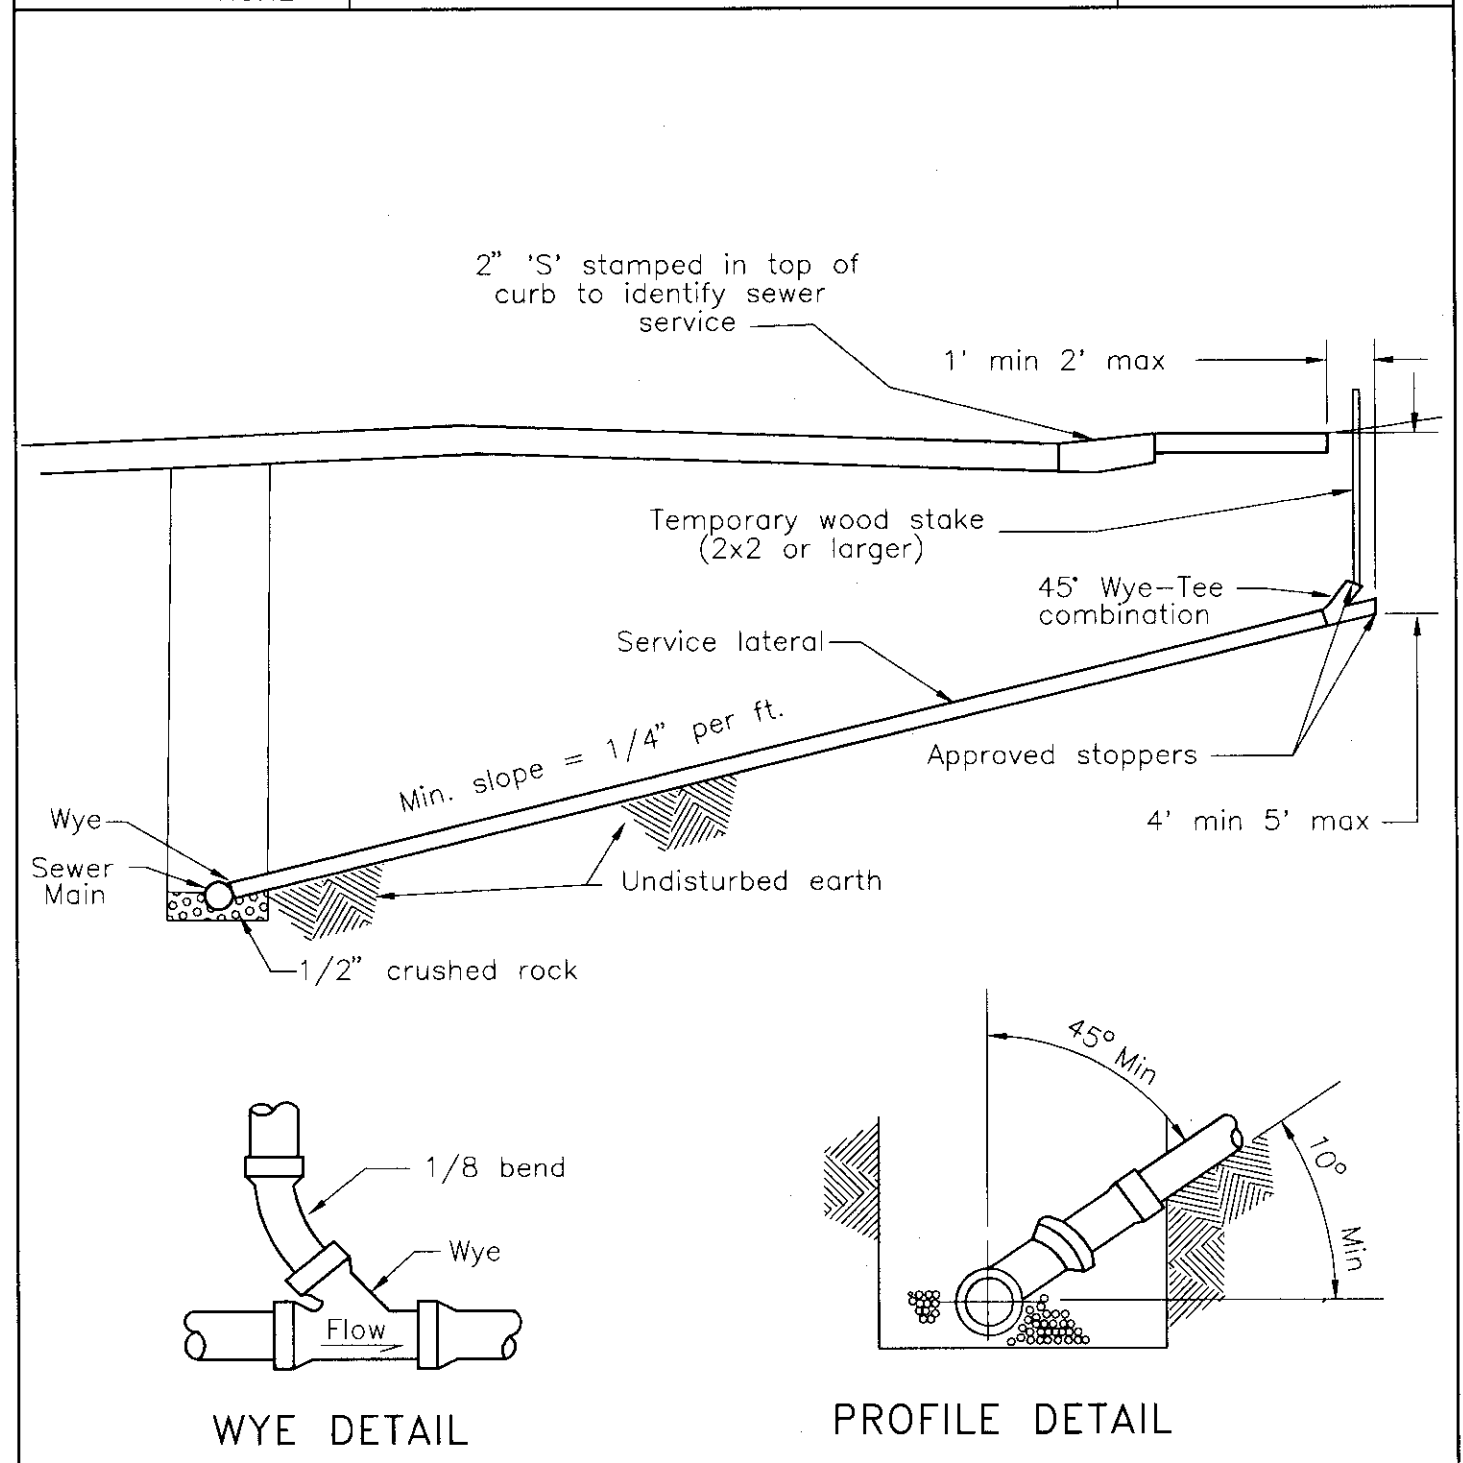 2" 'S' stamped in top of
curb to identify sewer
service
1' min 2' max
Temporary wood stake
(2x2 or larger)
45° Wye-Tee
combination
Service lateral
Min. slope = 1/4" per ft.
Approved stoppers
4' min 5' max
Wye
Sewer
Main
Undisturbed earth
1/2" crushed rock
45° Min
10° Min
1/8 bend
Wye
Flow
WYE DETAIL
PROFILE DETAIL